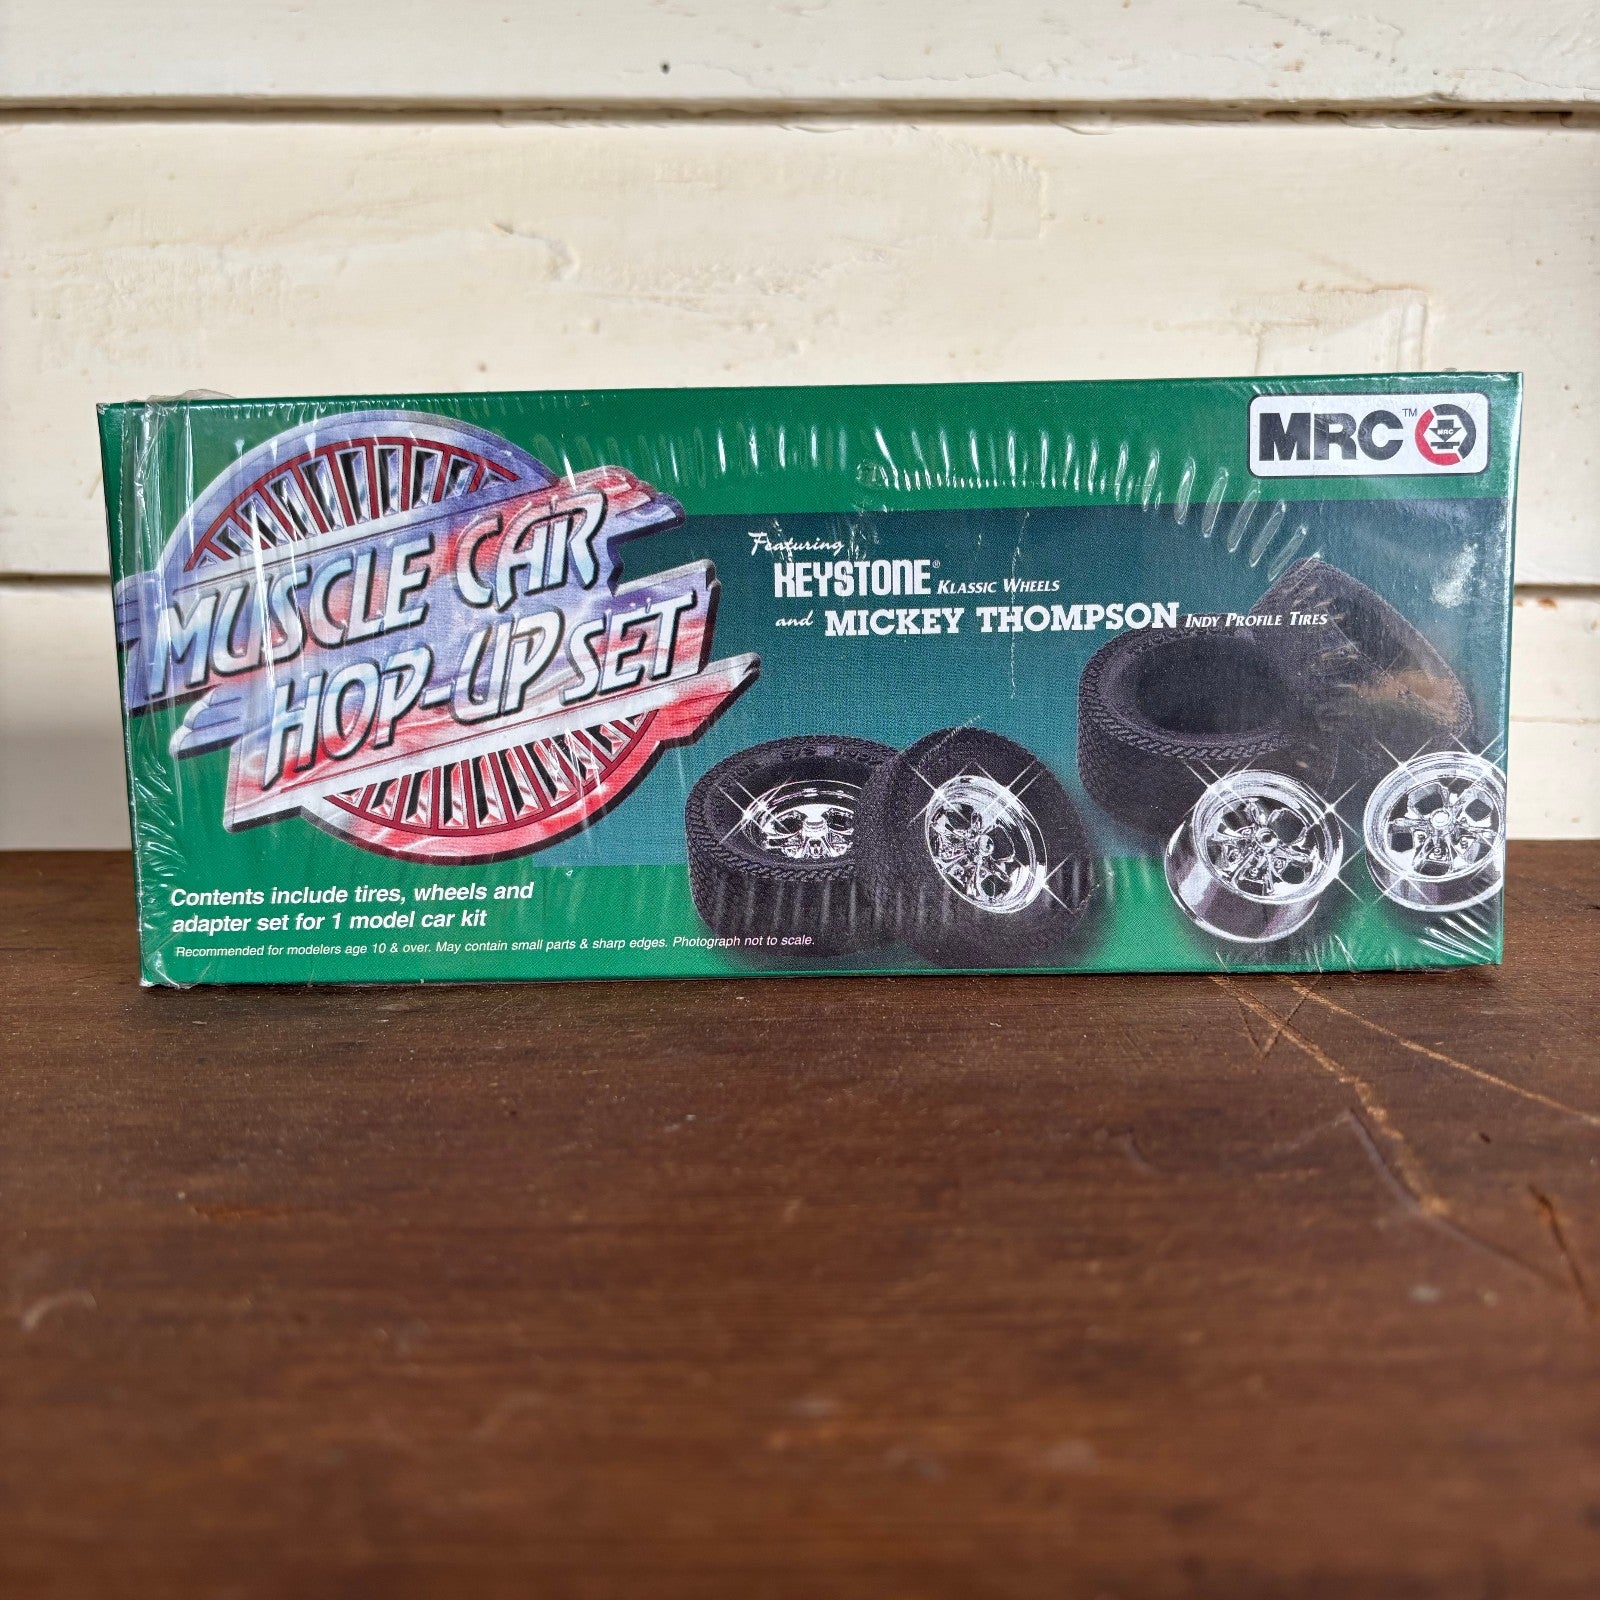 MRC™
MRC
MUSCLE CAR
HOP-UP SET
Featuring
KEYSTONE® KLASSIC WHEELS
and MICKEY THOMPSON INDY PROFILE TIRES
Contents include tires, wheels and
adapter set for 1 model car kit
Recommended for modelers age 10 & over. May contain small parts & sharp edges. Photograph not to scale.